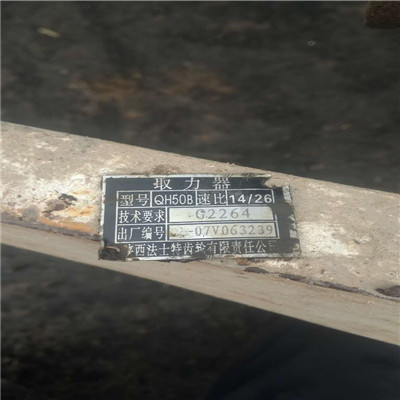 取力器
型号 QH50B 速比 14/26
技术要求 G2264
出厂编号 07V063239
西法士特齿轮有限责任公司